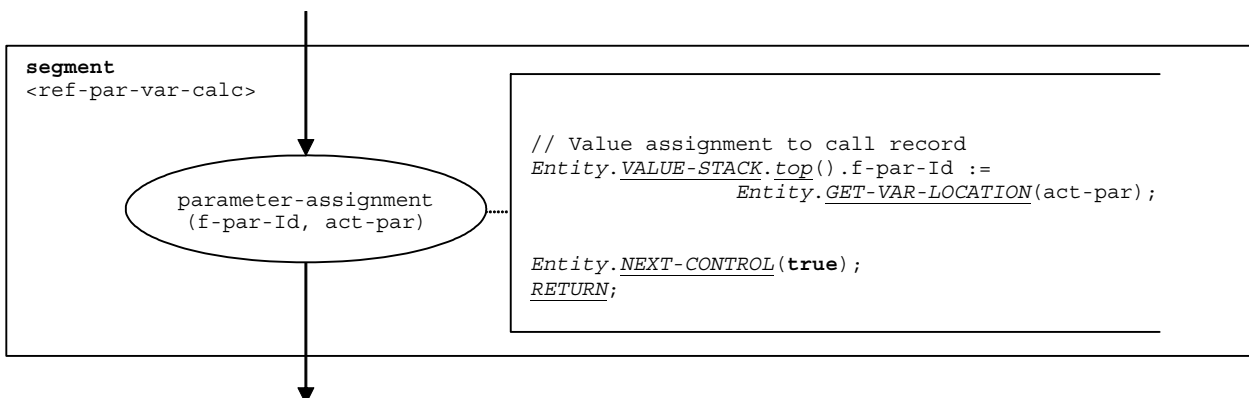 segment
<ref-par-var-calc>
parameter-assignment
(f-par-Id, act-par)
// Value assignment to call record
Entity.VALUE-STACK.top().f-par-Id :=
Entity.GET-VAR-LOCATION(act-par);
Entity.NEXT-CONTROL(true);
RETURN;